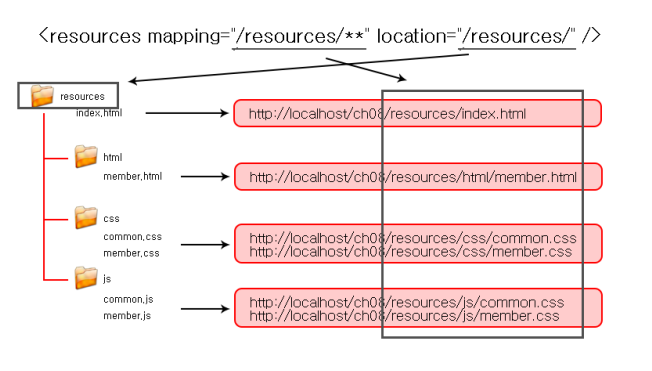 <resources mapping="/resources/**" location="/resources/" />
resources
index,html
http://localhost/ch08/resources/index.html
html
member,html
http://localhost/ch08/resources/html/member.html
css
common,css
member,css
http://localhost/ch08/resources/css/common.css
http://localhost/ch08/resources/css/member.css
js
common,js
member,js
http://localhost/ch08/resources/js/common.css
http://localhost/ch08/resources/js/member.css